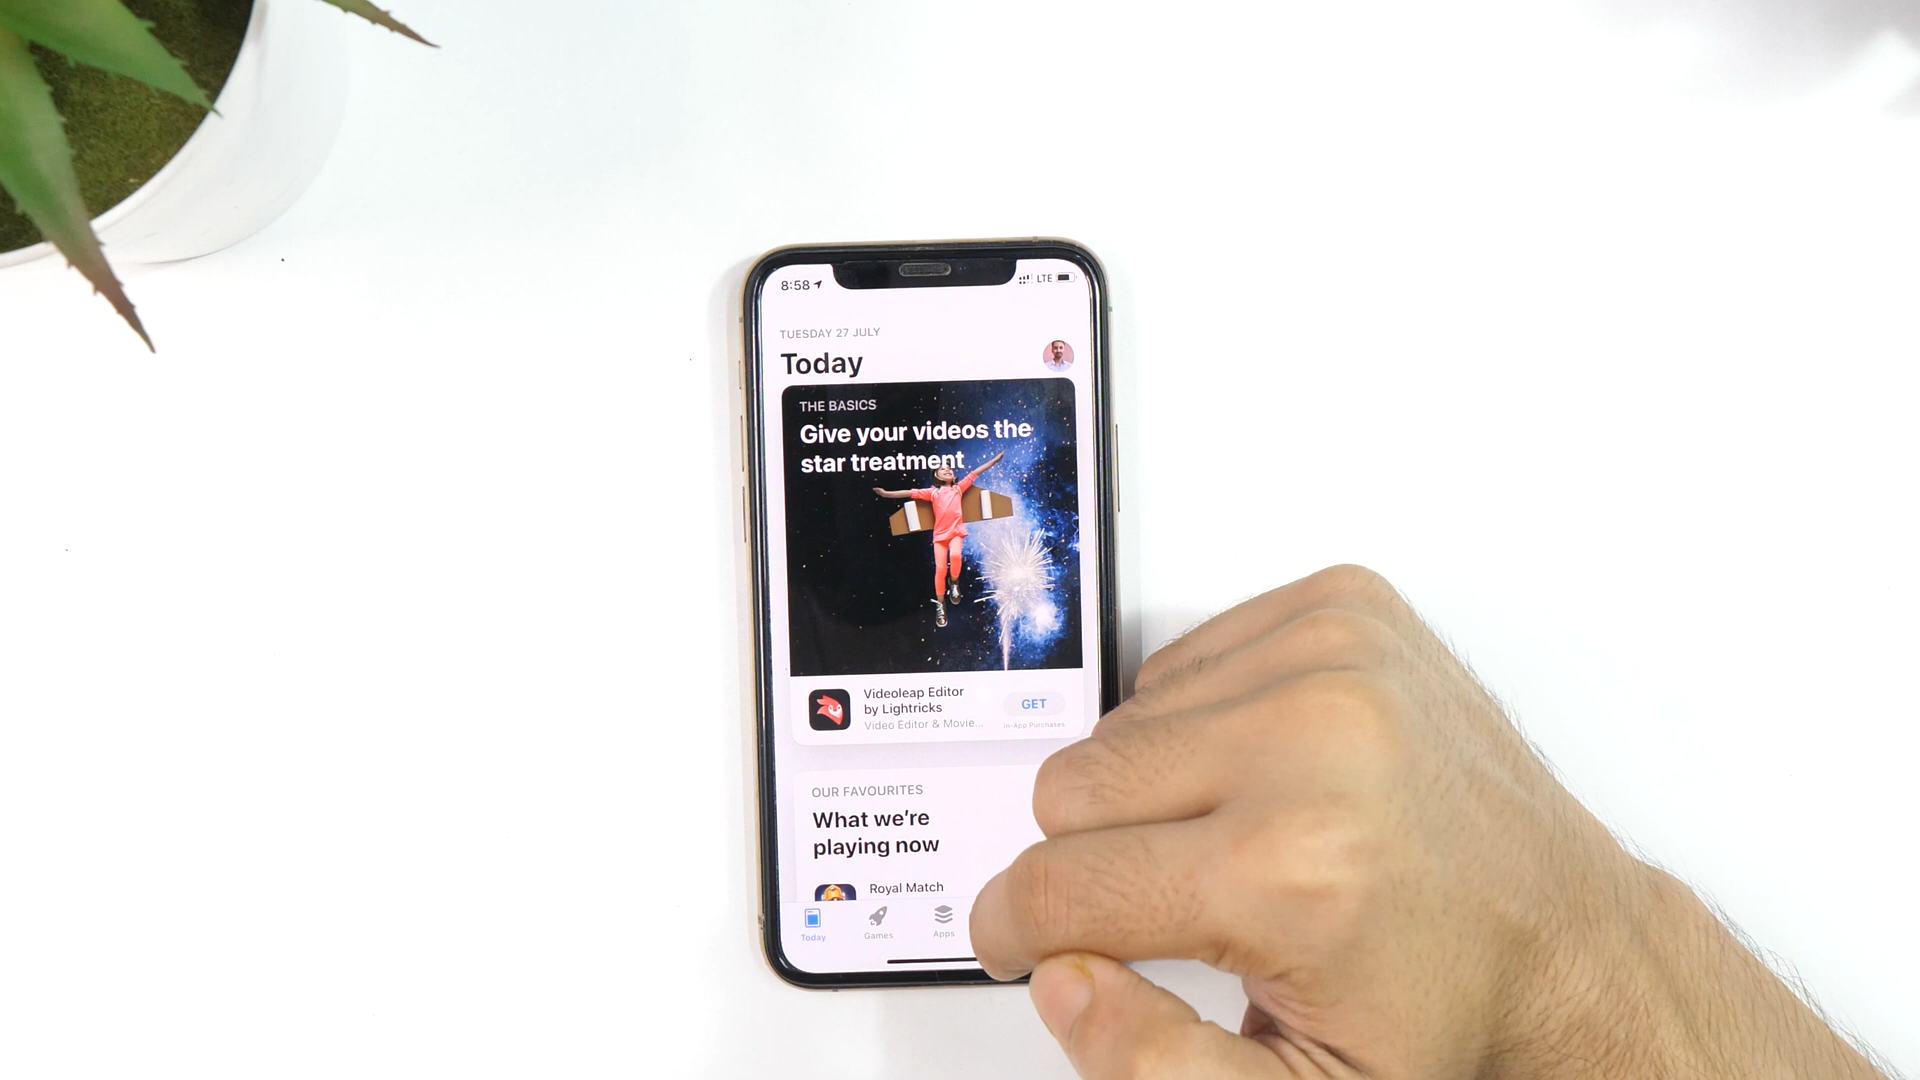 8:58
LTE
TUESDAY 27 JULY
Today
THE BASICS
Give your videos the
star treatment
Videoleap Editor
by Lightricks
Video Editor & Movie...
GET
In-App Purchases
OUR FAVOURITES
What we're
playing now
Royal Match
Today
Games
Apps